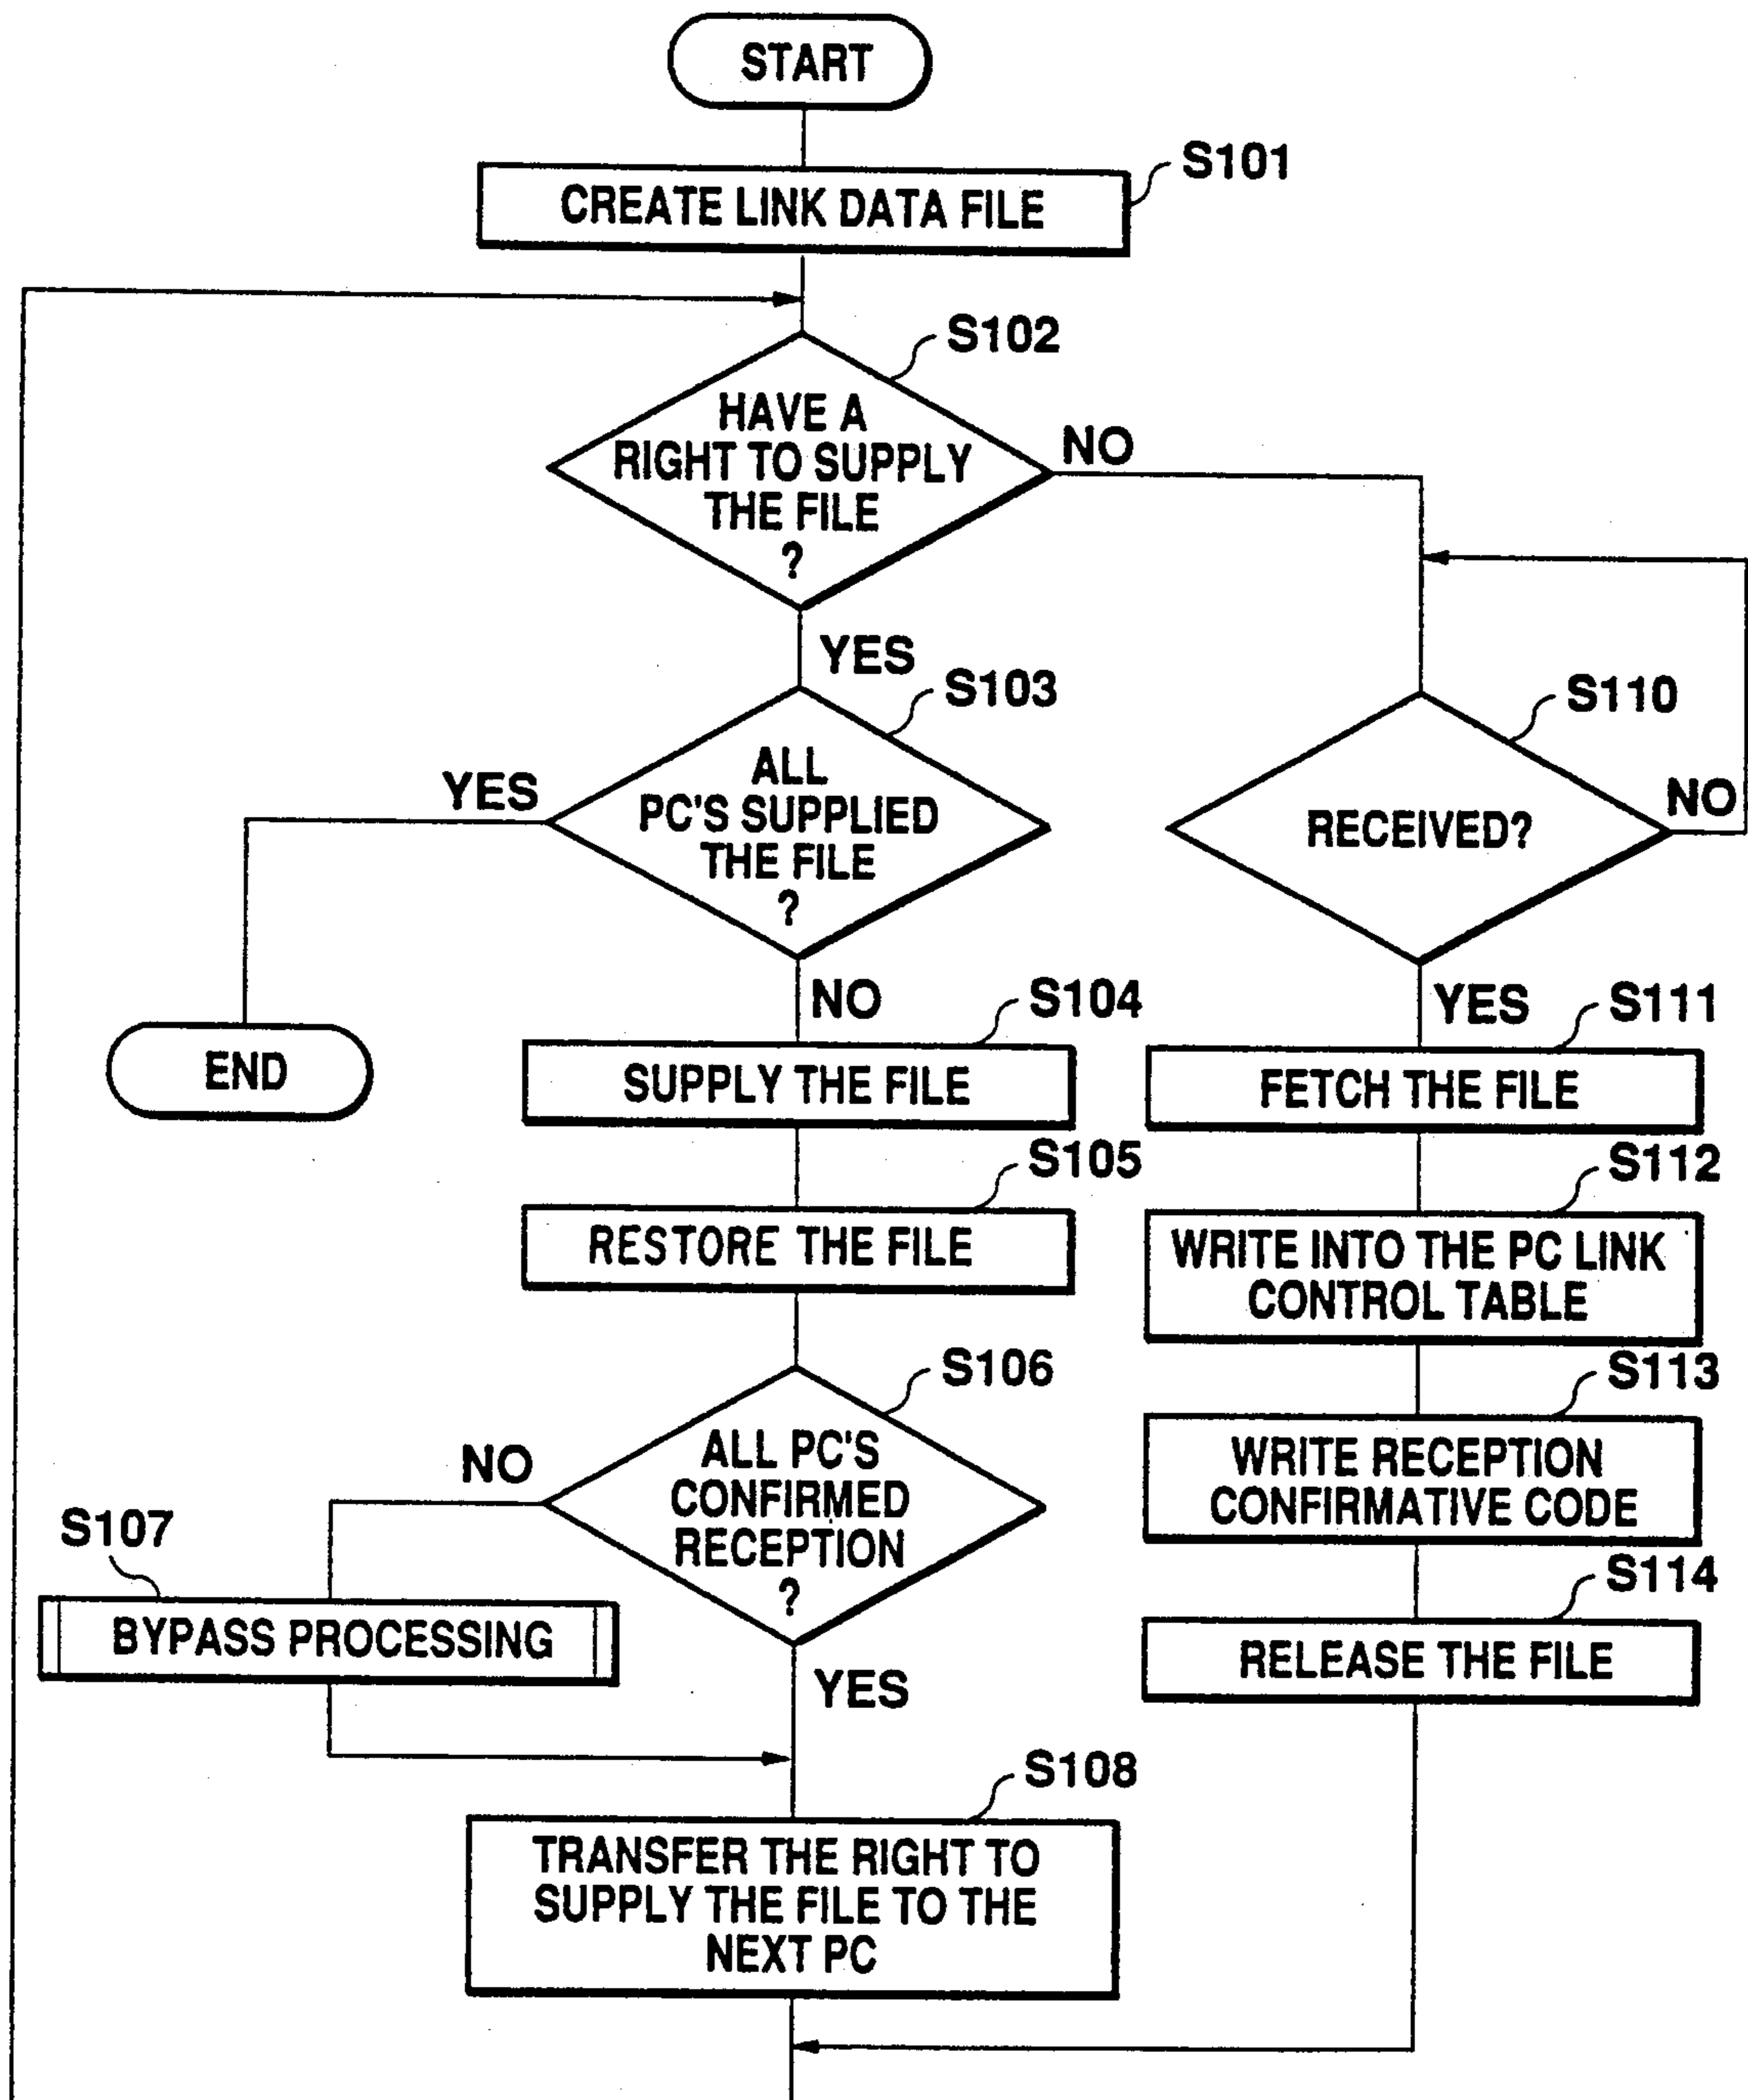 START
S101
CREATE LINK DATA FILE
S102
HAVE A
RIGHT TO SUPPLY
THE FILE
?
NO
YES
S103
ALL
PC'S SUPPLIED
THE FILE
?
YES
NO
END
S104
SUPPLY THE FILE
S105
RESTORE THE FILE
S106
ALL PC'S
CONFIRMED
RECEPTION
?
NO
YES
S107
BYPASS PROCESSING
S108
TRANSFER THE RIGHT TO
SUPPLY THE FILE TO THE
NEXT PC
S110
RECEIVED?
NO
YES
S111
FETCH THE FILE
S112
WRITE INTO THE PC LINK
CONTROL TABLE
S113
WRITE RECEPTION
CONFIRMATIVE CODE
S114
RELEASE THE FILE